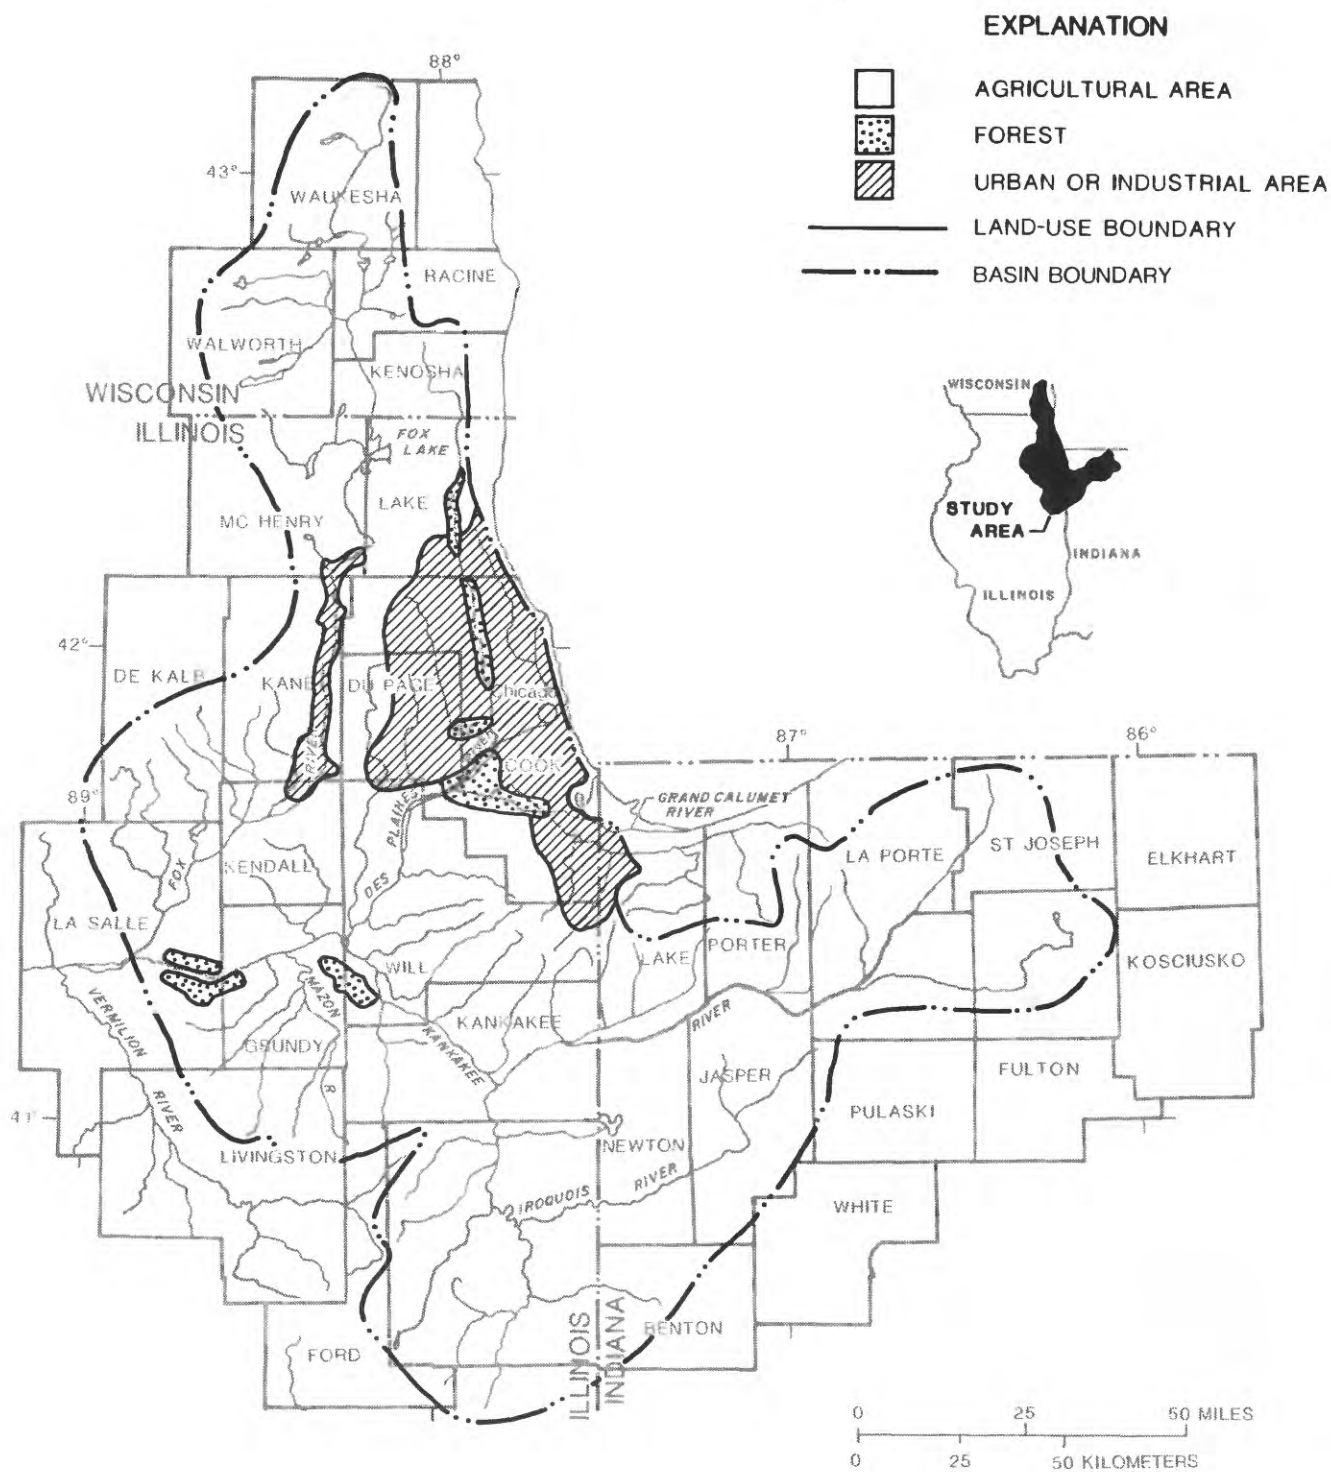 EXPLANATION
AGRICULTURAL AREA
FOREST
URBAN OR INDUSTRIAL AREA
LAND-USE BOUNDARY
BASIN BOUNDARY
88°
43°
WAUKESHA
RACINE
WALWORTH
KENOSHA
WISCONSIN
ILLINOIS
FOX
LAKE
LAKE
MC HENRY
WISCONSIN
STUDY
AREA
INDIANA
ILLINOIS
42°
DE KALB
KANE
DU PAGE
Chicago
RIVER
RIVER
COOK
87°
86°
89°
GRAND CALUMET
RIVER
PLAINES
DES
FOX
KENDALL
LA PORTE
ST JOSEPH
ELKHART
LA SALLE
WILL
LAKE
PORTER
KOSCIUSKO
MAZON
R
VERMILION
RIVER
GRUNDY
KANKAKEE
KANKAKEE
RIVER
JASPER
FULTON
PULASKI
41°
LIVINGSTON
NEWTON
IROQUOIS
RIVER
WHITE
BENTON
FORD
ILLINOIS
INDIANA
0 25 50 MILES
0 25 50 KILOMETERS